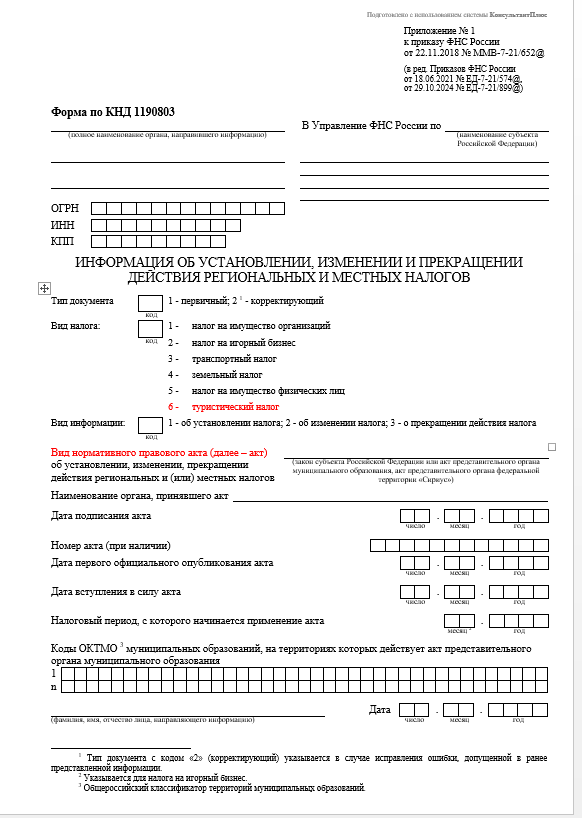 Подготовлено с использованием системы КонсультантПлюс
Приложение № 1
к приказу ФНС России
от 22.11.2018 № ММВ-7-21/652@
(в ред. Приказов ФНС России
от 18.06.2021 № ЕД-7-21/574@,
от 29.10.2024 № ЕД-7-21/899@)
Форма по КНД 1190803
В Управление ФНС России по
(полное наименование органа, направившего информацию)
(наименование субъекта
Российской Федерации)
ОГРН
ИНН
КПП
ИНФОРМАЦИЯ ОБ УСТАНОВЛЕНИИ, ИЗМЕНЕНИИ И ПРЕКРАЩЕНИИ
ДЕЙСТВИЯ РЕГИОНАЛЬНЫХ И МЕСТНЫХ НАЛОГОВ
Тип документа 1 - первичный; 2 ¹ - корректирующий
код
Вид налога: 1 - налог на имущество организаций
код
2 - налог на игорный бизнес
3 - транспортный налог
4 - земельный налог
5 - налог на имущество физических лиц
6 - туристический налог
Вид информации: 1 - об установлении налога; 2 - об изменении налога; 3 - о прекращении действия налога
код
Вид нормативного правового акта (далее – акт)
об установлении, изменении, прекращении
действия региональных и (или) местных налогов
(закон субъекта Российской Федерации или акт представительного органа
муниципального образования, акт представительного органа федеральной
территории «Сириус»)
Наименование органа, принявшего акт
Дата подписания акта . .
число месяц год
Номер акта (при наличии)
Дата первого официального опубликования акта . .
число месяц год
Дата вступления в силу акта . .
число месяц год
Налоговый период, с которого начинается применение акта .
месяц ² год
Коды ОКТМО ³ муниципальных образований, на территориях которых действует акт представительного
органа муниципального образования
1
n
Дата . .
(фамилия, имя, отчество лица, направляющего информацию) число месяц год
¹ Тип документа с кодом «2» (корректирующий) указывается в случае исправления ошибки, допущенной в ранее
представленной информации.
² Указывается для налога на игорный бизнес.
³ Общероссийский классификатор территорий муниципальных образований.